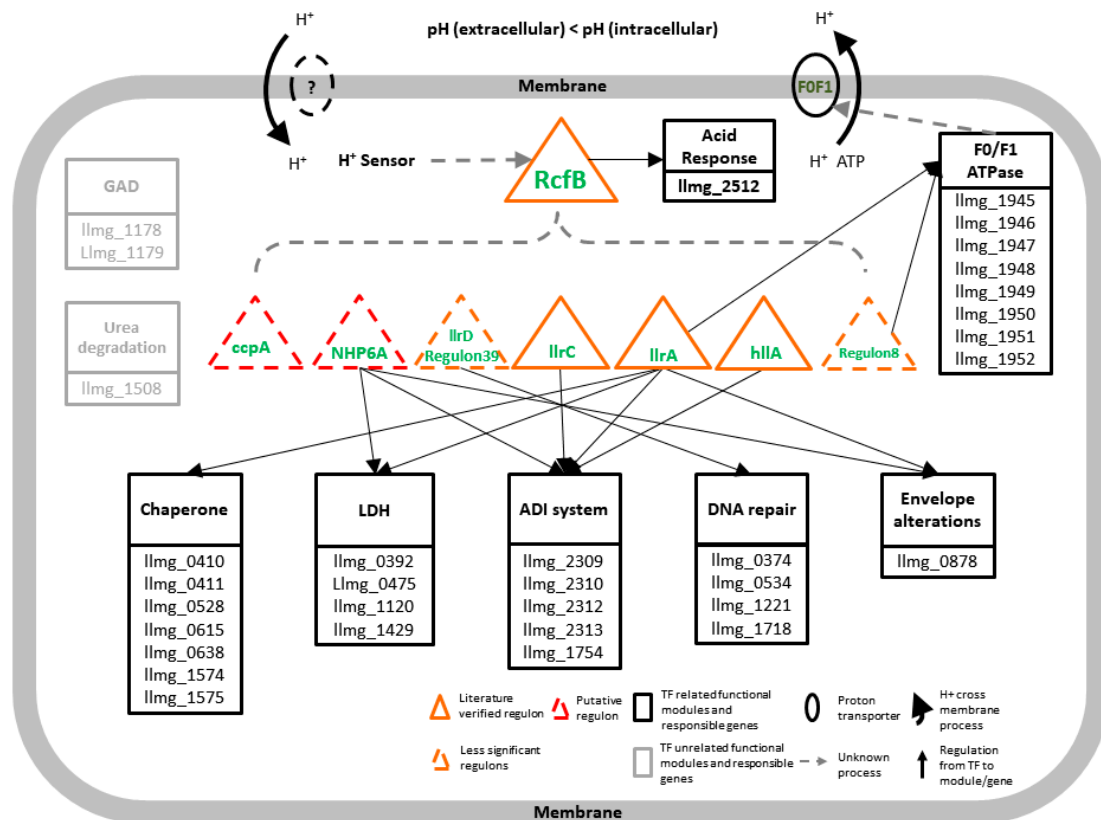 H⁺
pH (extracellular) < pH (intracellular)
H⁺
?
Membrane
F0F1
H⁺
H⁺ Sensor
RcfB
Acid
Response
llmg_2512
H⁺ ATP
F0/F1
ATPase
llmg_1945
llmg_1946
llmg_1947
llmg_1948
llmg_1949
llmg_1950
llmg_1951
llmg_1952
GAD
llmg_1178
Llmg_1179
Urea
degradation
llmg_1508
ccpA
NHP6A
llrD
Regulon39
llrC
llrA
hllA
Regulon8
Chaperone
llmg_0410
llmg_0411
llmg_0528
llmg_0615
llmg_0638
llmg_1574
llmg_1575
LDH
llmg_0392
Llmg_0475
llmg_1120
llmg_1429
ADI system
llmg_2309
llmg_2310
llmg_2312
llmg_2313
llmg_1754
DNA repair
llmg_0374
llmg_0534
llmg_1221
llmg_1718
Envelope
alterations
llmg_0878
Literature
verified regulon
Putative
regulon
TF related functional
modules and
responsible genes
Proton
transporter
H+ cross
membrane
process
Less significant
regulons
TF unrelated functional
modules and responsible
genes
Unknown
process
Regulation
from TF to
module/gene
Membrane